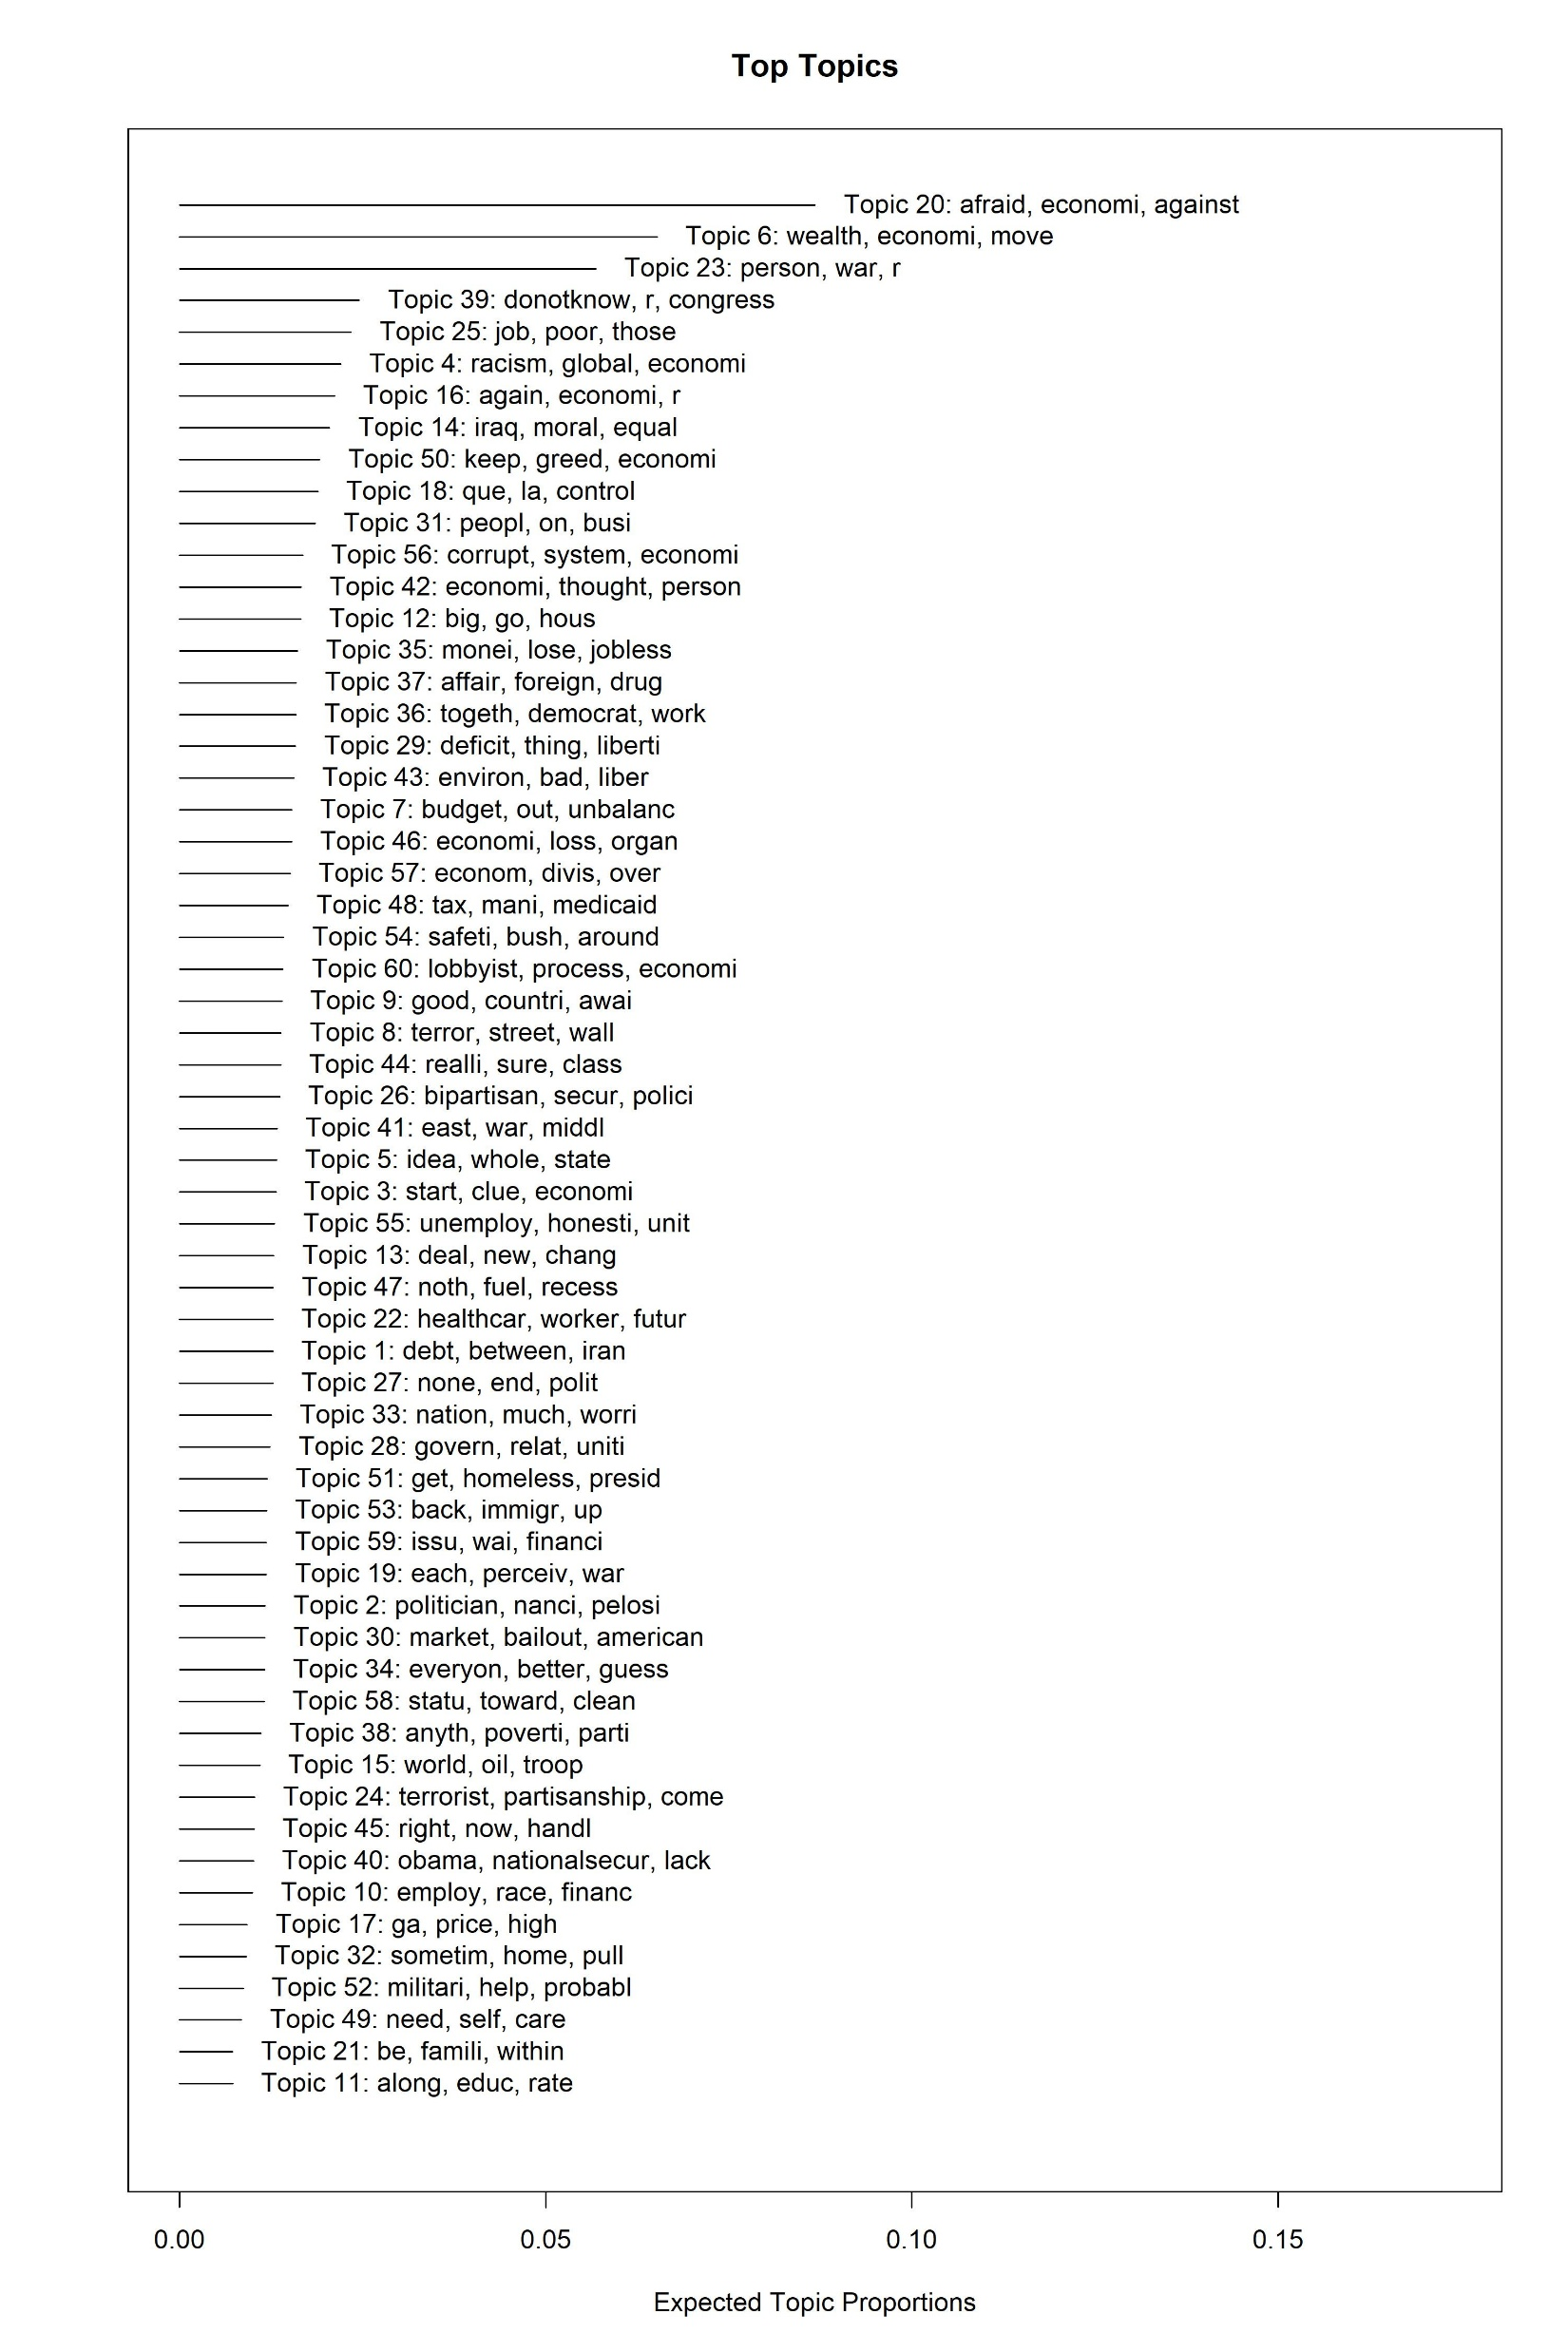 Top Topics
Topic 20: afraid, economi, against
Topic 6: wealth, economi, move
Topic 23: person, war, r
Topic 39: donotknow, r, congress
Topic 25: job, poor, those
Topic 4: racism, global, economi
Topic 16: again, economi, r
Topic 14: iraq, moral, equal
Topic 50: keep, greed, economi
Topic 18: que, la, control
Topic 31: peopl, on, busi
Topic 56: corrupt, system, economi
Topic 42: economi, thought, person
Topic 12: big, go, hous
Topic 35: monei, lose, jobless
Topic 37: affair, foreign, drug
Topic 36: togeth, democrat, work
Topic 29: deficit, thing, liberti
Topic 43: environ, bad, liber
Topic 7: budget, out, unbalanc
Topic 46: economi, loss, organ
Topic 57: econom, divis, over
Topic 48: tax, mani, medicaid
Topic 54: safeti, bush, around
Topic 60: lobbyist, process, economi
Topic 9: good, countri, awai
Topic 8: terror, street, wall
Topic 44: realli, sure, class
Topic 26: bipartisan, secur, polici
Topic 41: east, war, middl
Topic 5: idea, whole, state
Topic 3: start, clue, economi
Topic 55: unemploy, honesti, unit
Topic 13: deal, new, chang
Topic 47: noth, fuel, recess
Topic 22: healthcar, worker, futur
Topic 1: debt, between, iran
Topic 27: none, end, polit
Topic 33: nation, much, worri
Topic 28: govern, relat, uniti
Topic 51: get, homeless, presid
Topic 53: back, immigr, up
Topic 59: issu, wai, financi
Topic 19: each, perceiv, war
Topic 2: politician, nanci, pelosi
Topic 30: market, bailout, american
Topic 34: everyon, better, guess
Topic 58: statu, toward, clean
Topic 38: anyth, poverti, parti
Topic 15: world, oil, troop
Topic 24: terrorist, partisanship, come
Topic 45: right, now, handl
Topic 40: obama, nationalsecur, lack
Topic 10: employ, race, financ
Topic 17: ga, price, high
Topic 32: sometim, home, pull
Topic 52: militari, help, probabl
Topic 49: need, self, care
Topic 21: be, famili, within
Topic 11: along, educ, rate
0.00 0.05 0.10 0.15
Expected Topic Proportions